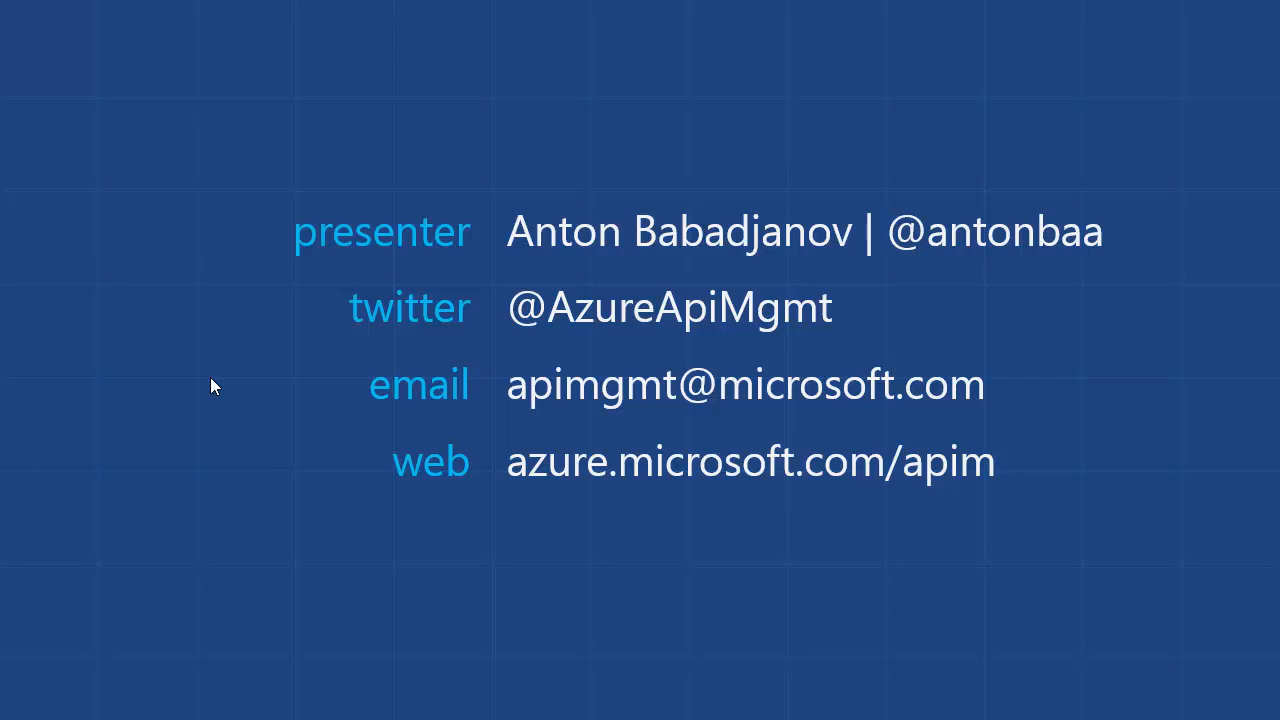 presenter Anton Babadjanov | @antonbaa
twitter @AzureApiMgmt
email apimgmt@microsoft.com
web azure.microsoft.com/apim